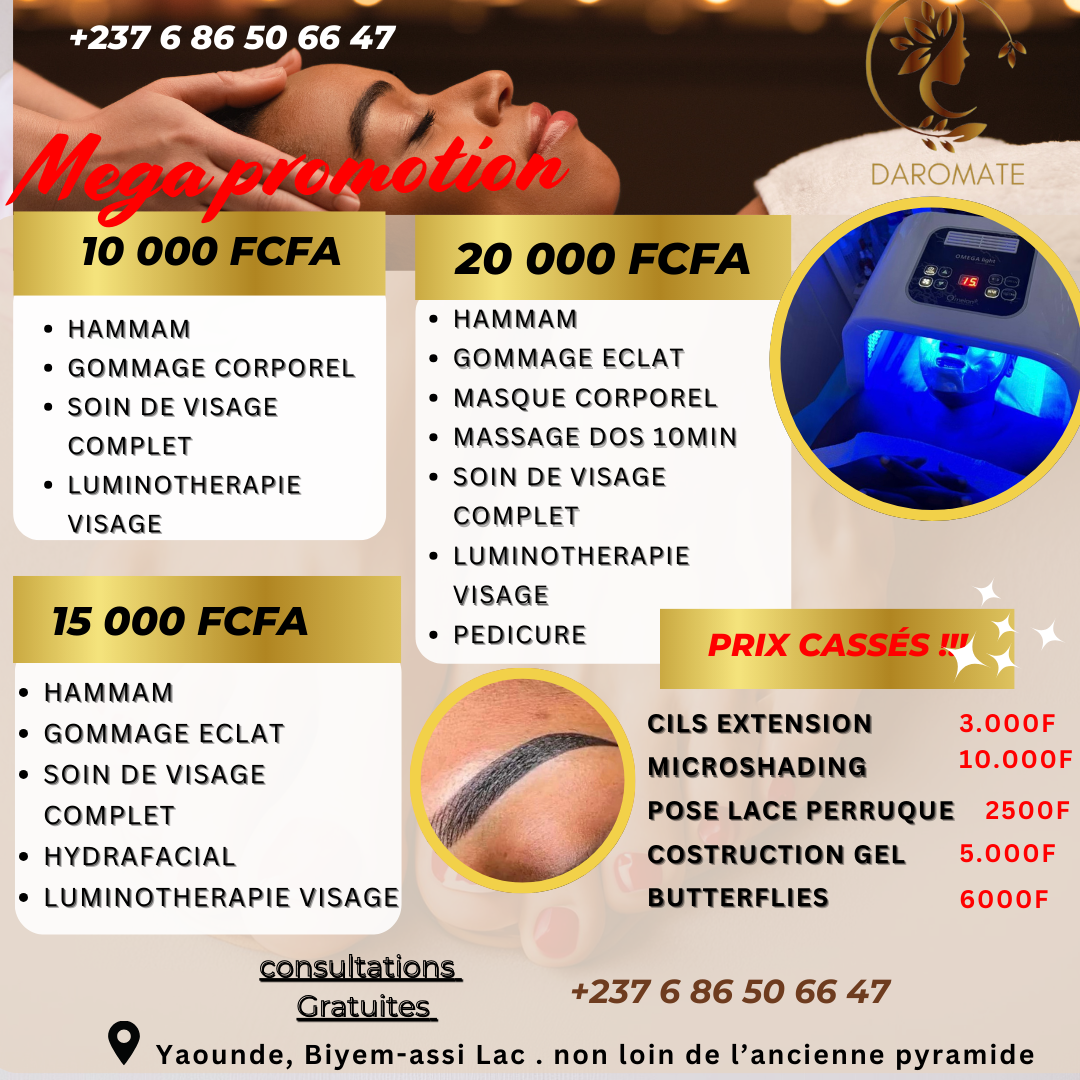 +237 6 86 50 66 47
DAROMATE
Mega promotion
10 000 FCFA
HAMMAM
GOMMAGE CORPOREL
SOIN DE VISAGE
COMPLET
LUMINOTHERAPIE
VISAGE
20 000 FCFA
HAMMAM
GOMMAGE ECLAT
MASQUE CORPOREL
MASSAGE DOS 10MIN
SOIN DE VISAGE
COMPLET
LUMINOTHERAPIE
VISAGE
PEDICURE
OMEGA light
15
15 000 FCFA
HAMMAM
GOMMAGE ECLAT
SOIN DE VISAGE
COMPLET
HYDRAFACIAL
LUMINOTHERAPIE VISAGE
PRIX CASSÉS !!!
CILS EXTENSION 3.000F
MICROSHADING 10.000F
POSE LACE PERRUQUE 2500F
COSTRUCTION GEL 5.000F
BUTTERFLIES 6000F
consultations
Gratuites
+237 6 86 50 66 47
Yaounde, Biyem-assi Lac . non loin de l’ancienne pyramide